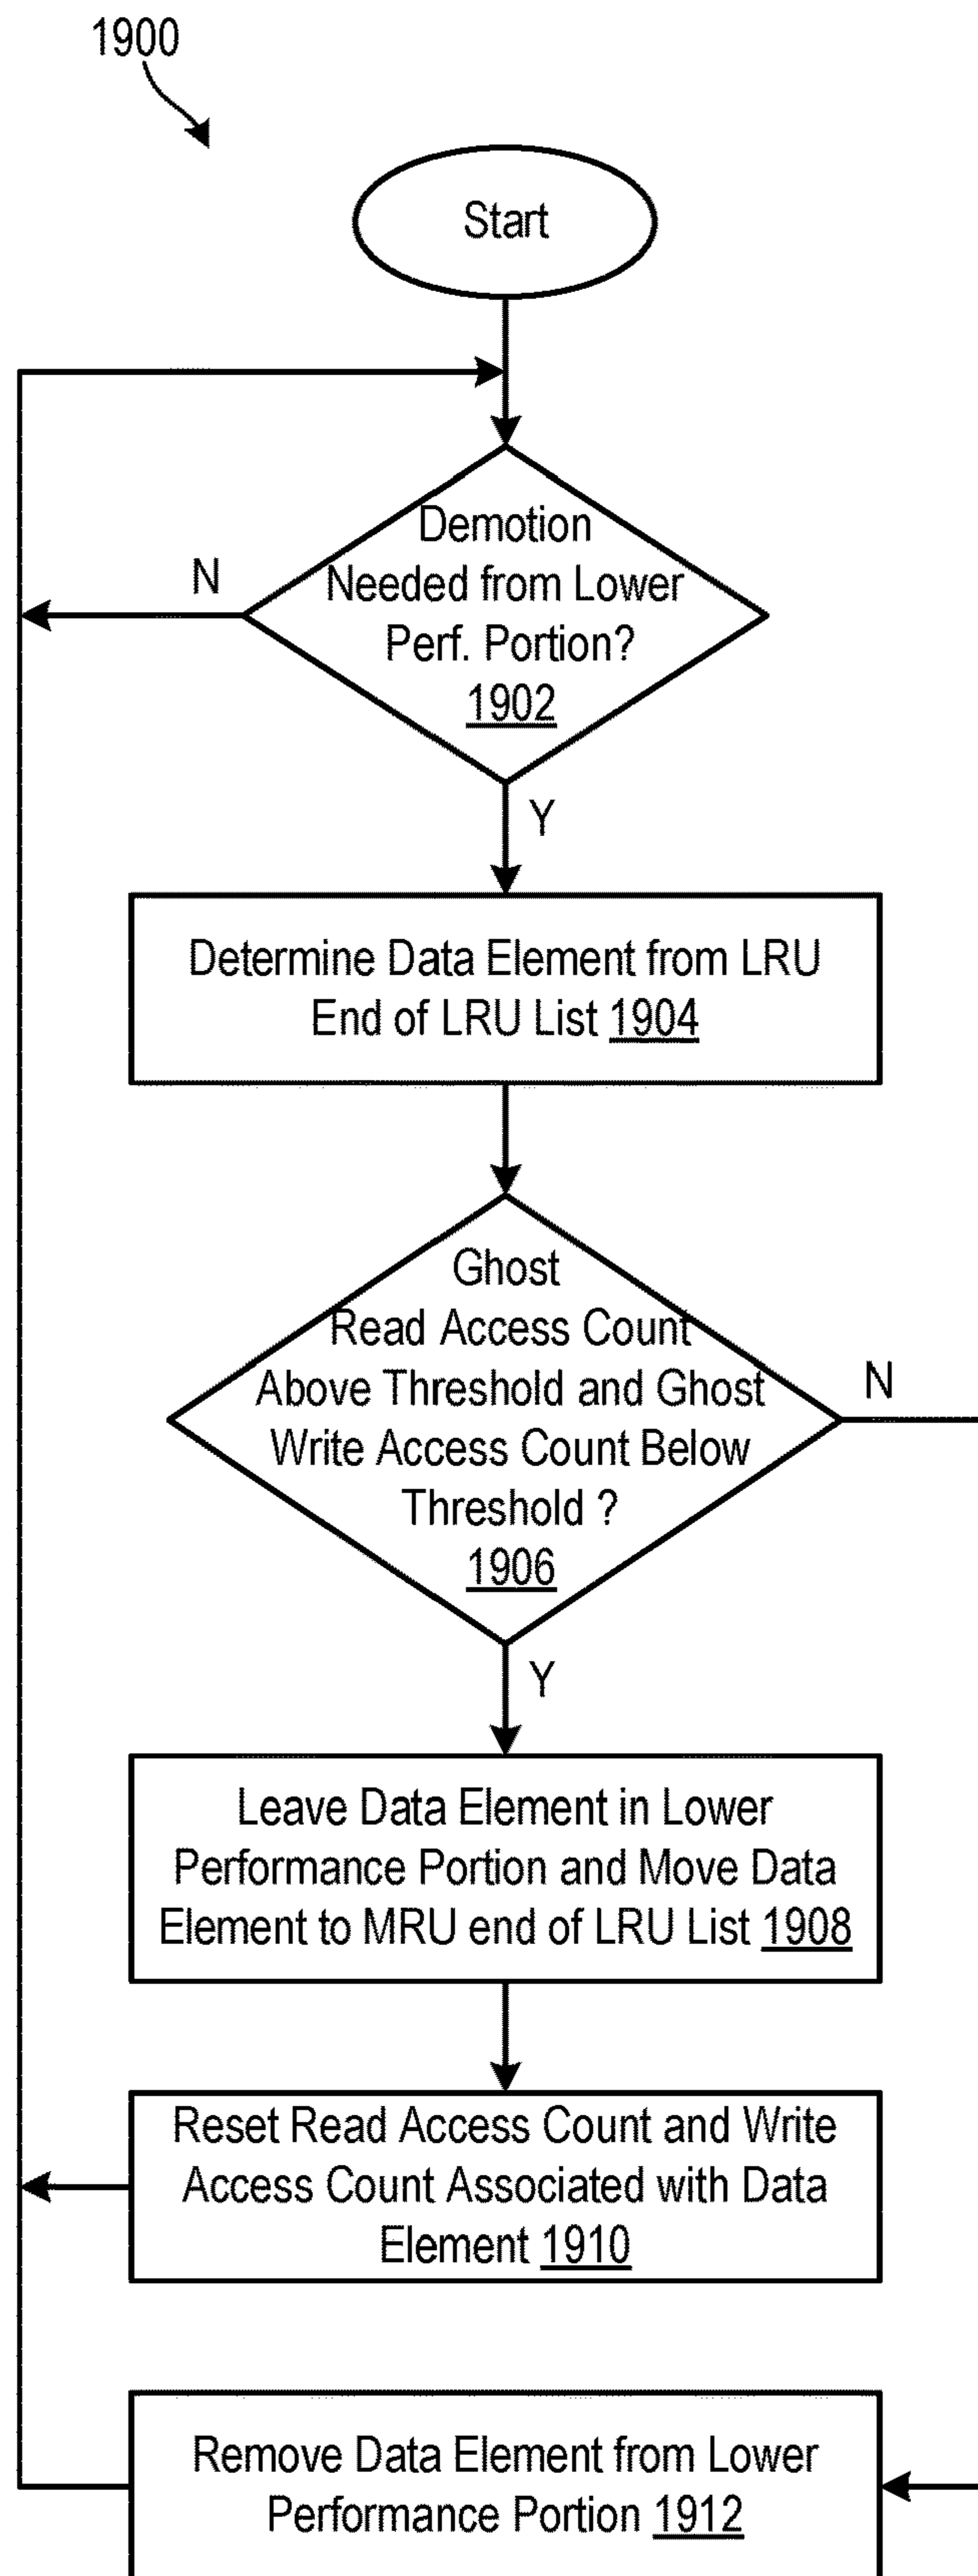 1900
Start
Demotion
Needed from Lower
Perf. Portion?
1902
N
Y
Determine Data Element from LRU
End of LRU List 1904
Ghost
Read Access Count
Above Threshold and Ghost
Write Access Count Below
Threshold ?
1906
N
Y
Leave Data Element in Lower
Performance Portion and Move Data
Element to MRU end of LRU List 1908
Reset Read Access Count and Write
Access Count Associated with Data
Element 1910
Remove Data Element from Lower
Performance Portion 1912